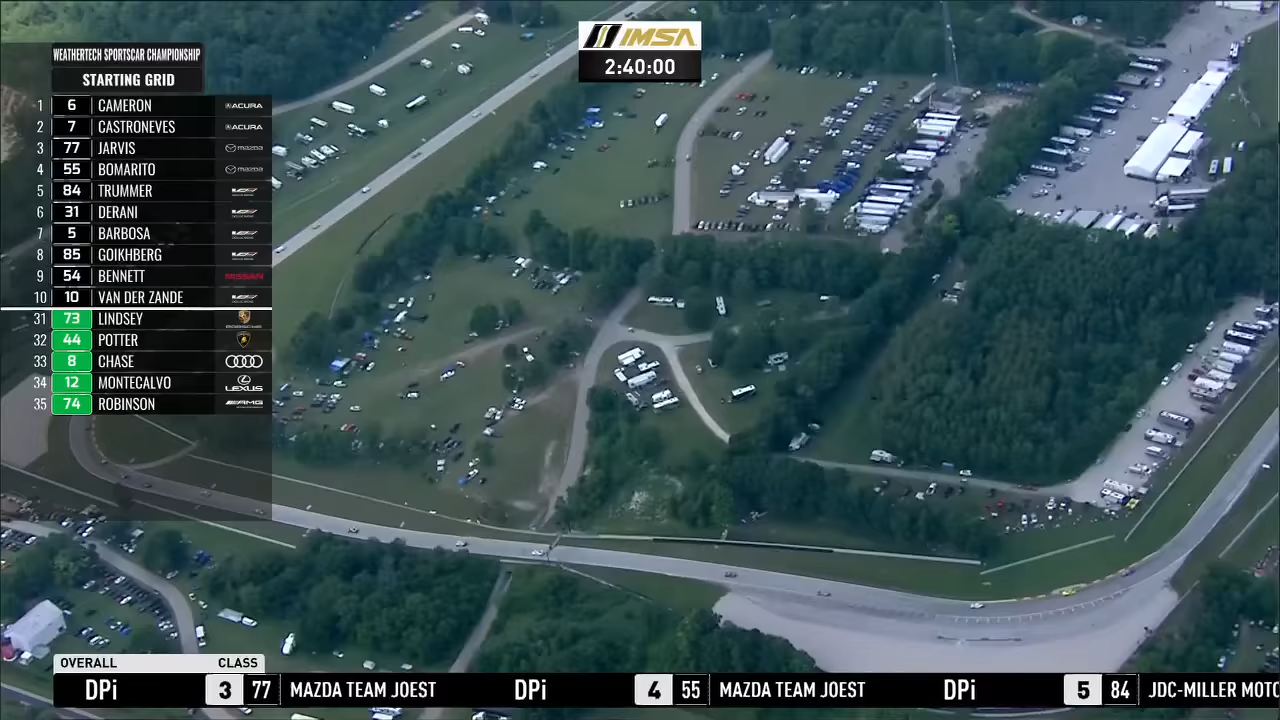 IMSA
2:40:00
WEATHERTECH SPORTSCAR CHAMPIONSHIP
STARTING GRID
1 6 CAMERON ACURA
2 7 CASTRONEVES ACURA
3 77 JARVIS mazda
4 55 BOMARITO mazda
5 84 TRUMMER
6 31 DERANI
7 5 BARBOSA
8 85 GOIKHBERG
9 54 BENNETT NISSAN
10 10 VAN DER ZANDE
31 73 LINDSEY PORSCHE
32 44 POTTER
33 8 CHASE
34 12 MONTECALVO LEXUS
35 74 ROBINSON AMG
OVERALL CLASS
DPi 3 77 MAZDA TEAM JOEST DPi 4 55 MAZDA TEAM JOEST DPi 5 84 JDC-MILLER MOTO